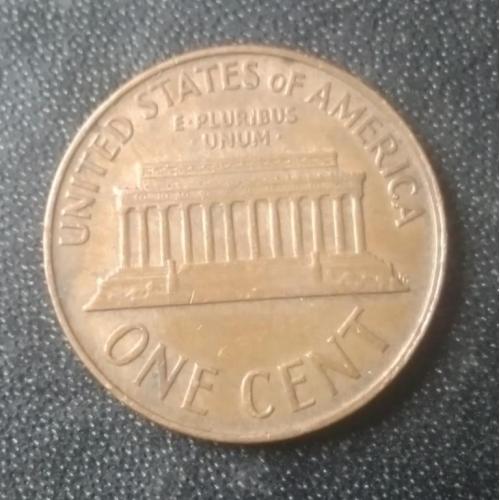 UNITED STATES OF AMERICA
E·PLURIBUS
UNUM·
ONE CENT